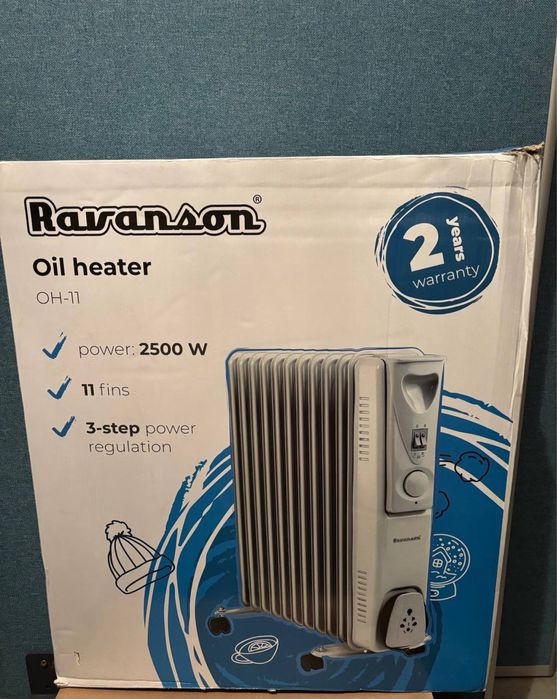 Ravanson®
Oil heater
OH-11
power: 2500 W
11 fins
3-step power
regulation
2 years
warranty
Ravanson